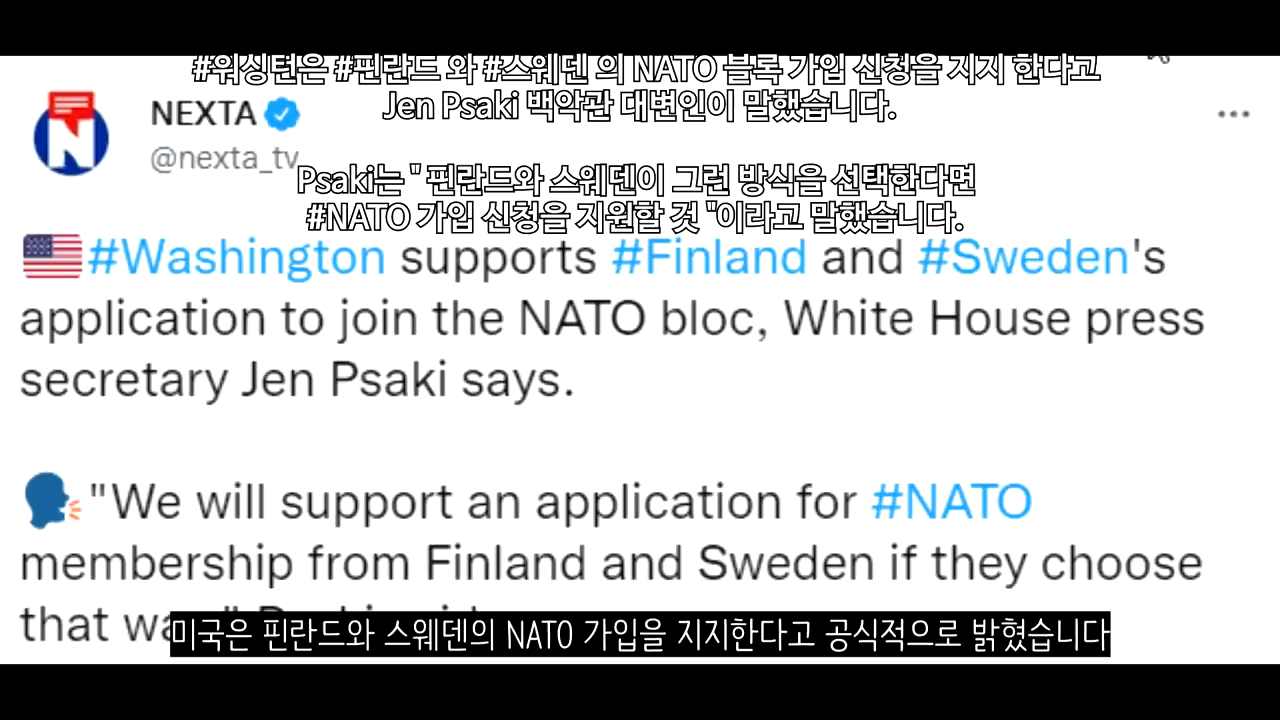 #워싱턴은 #핀란드 와 #스웨덴 의 NATO 블록 가입 신청을 지지 한다고
Jen Psaki 백악관 대변인이 말했습니다.
NEXTA
@nexta_tv
Psaki는 " 핀란드와 스웨덴이 그런 방식을 선택한다면
#NATO 가입 신청을 지원할 것 "이라고 말했습니다.
#Washington supports #Finland and #Sweden's
application to join the NATO bloc, White House press
secretary Jen Psaki says.
"We will support an application for #NATO
membership from Finland and Sweden if they choose
that
미국은 핀란드와 스웨덴의 NATO 가입을 지지한다고 공식적으로 밝혔습니다